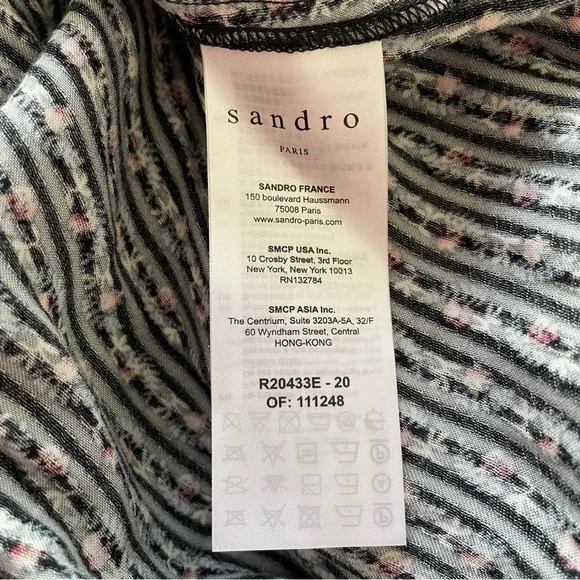 sandro
PARIS
SANDRO FRANCE
150 boulevard Haussmann
75008 Paris
www.sandro-paris.com
SMCP USA Inc.
10 Crosby Street, 3rd Floor
New York, New York 10013
RN132784
SMCP ASIA Inc.
The Centrium, Suite 3203A-5A, 32/F
60 Wyndham Street, Central
HONG-KONG
R20433E - 20
OF: 111248